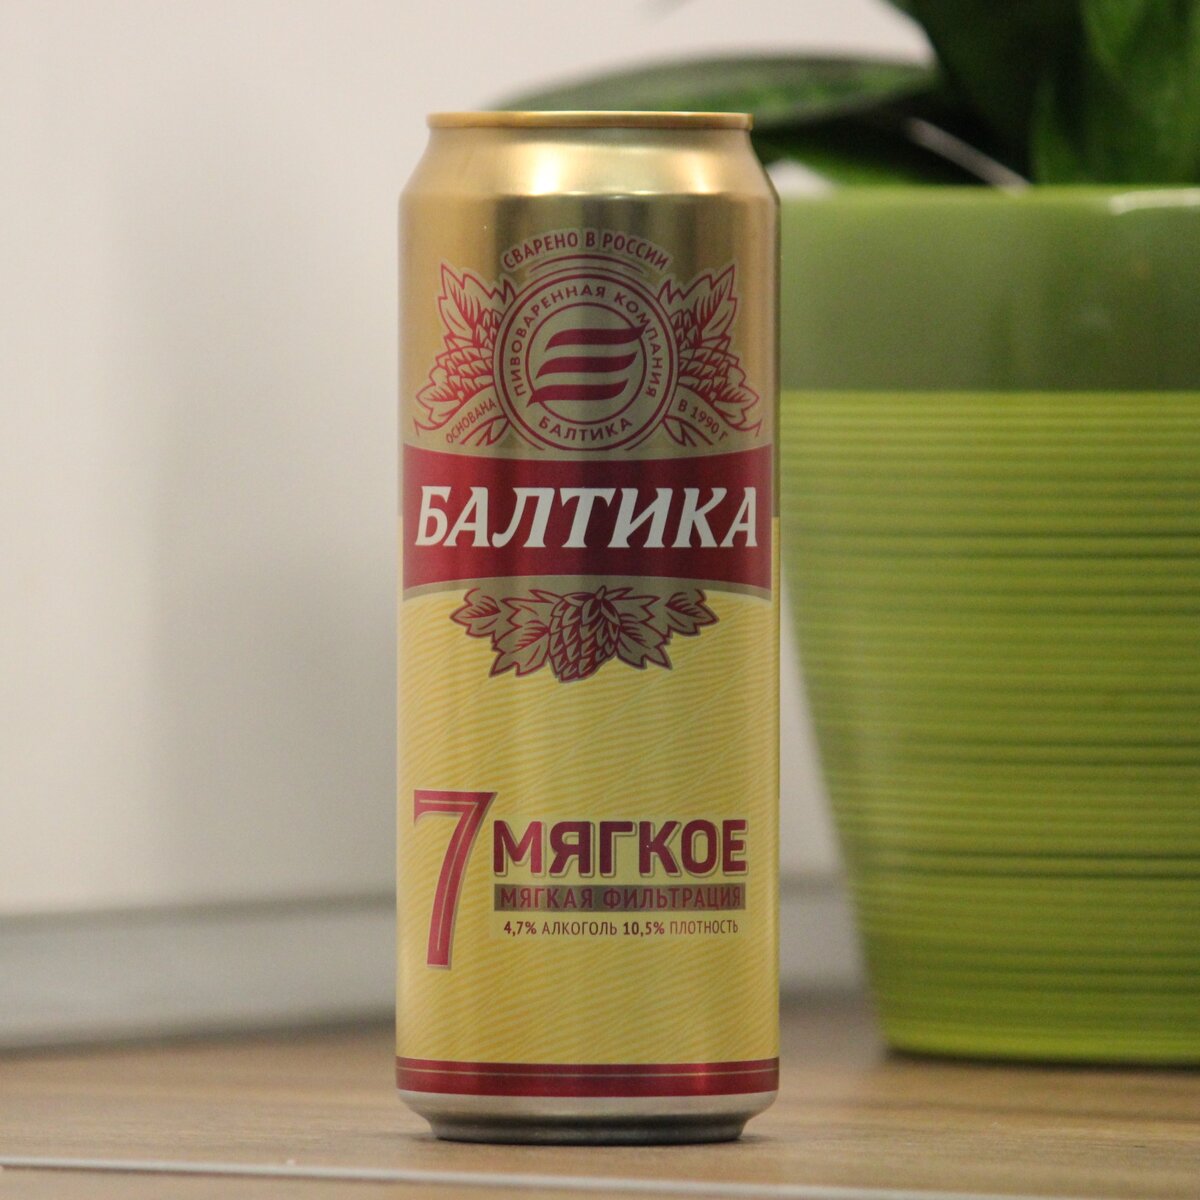 СВАРЕНО В РОССИИ
ПИВОВАРЕННАЯ КОМПАНИЯ
БАЛТИКА
ОСНОВАНА В 1990 Г.
БАЛТИКА
7 МЯГКОЕ
МЯГКАЯ ФИЛЬТРАЦИЯ
4,7% АЛКОГОЛЬ 10,5% ПЛОТНОСТЬ